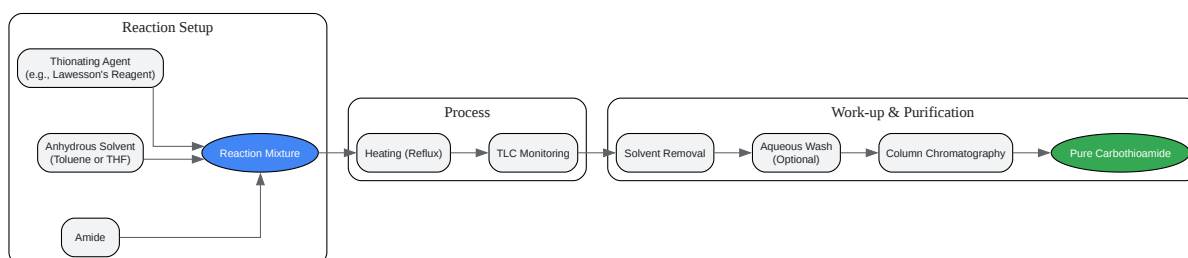 Reaction Setup
Thionating Agent
(e.g., Lawesson's Reagent)
Anhydrous Solvent
(Toluene or THF)
Reaction Mixture
Amide
Process
Heating (Reflux)
TLC Monitoring
Work-up & Purification
Solvent Removal
Aqueous Wash
(Optional)
Column Chromatography
Pure Carbothioamide